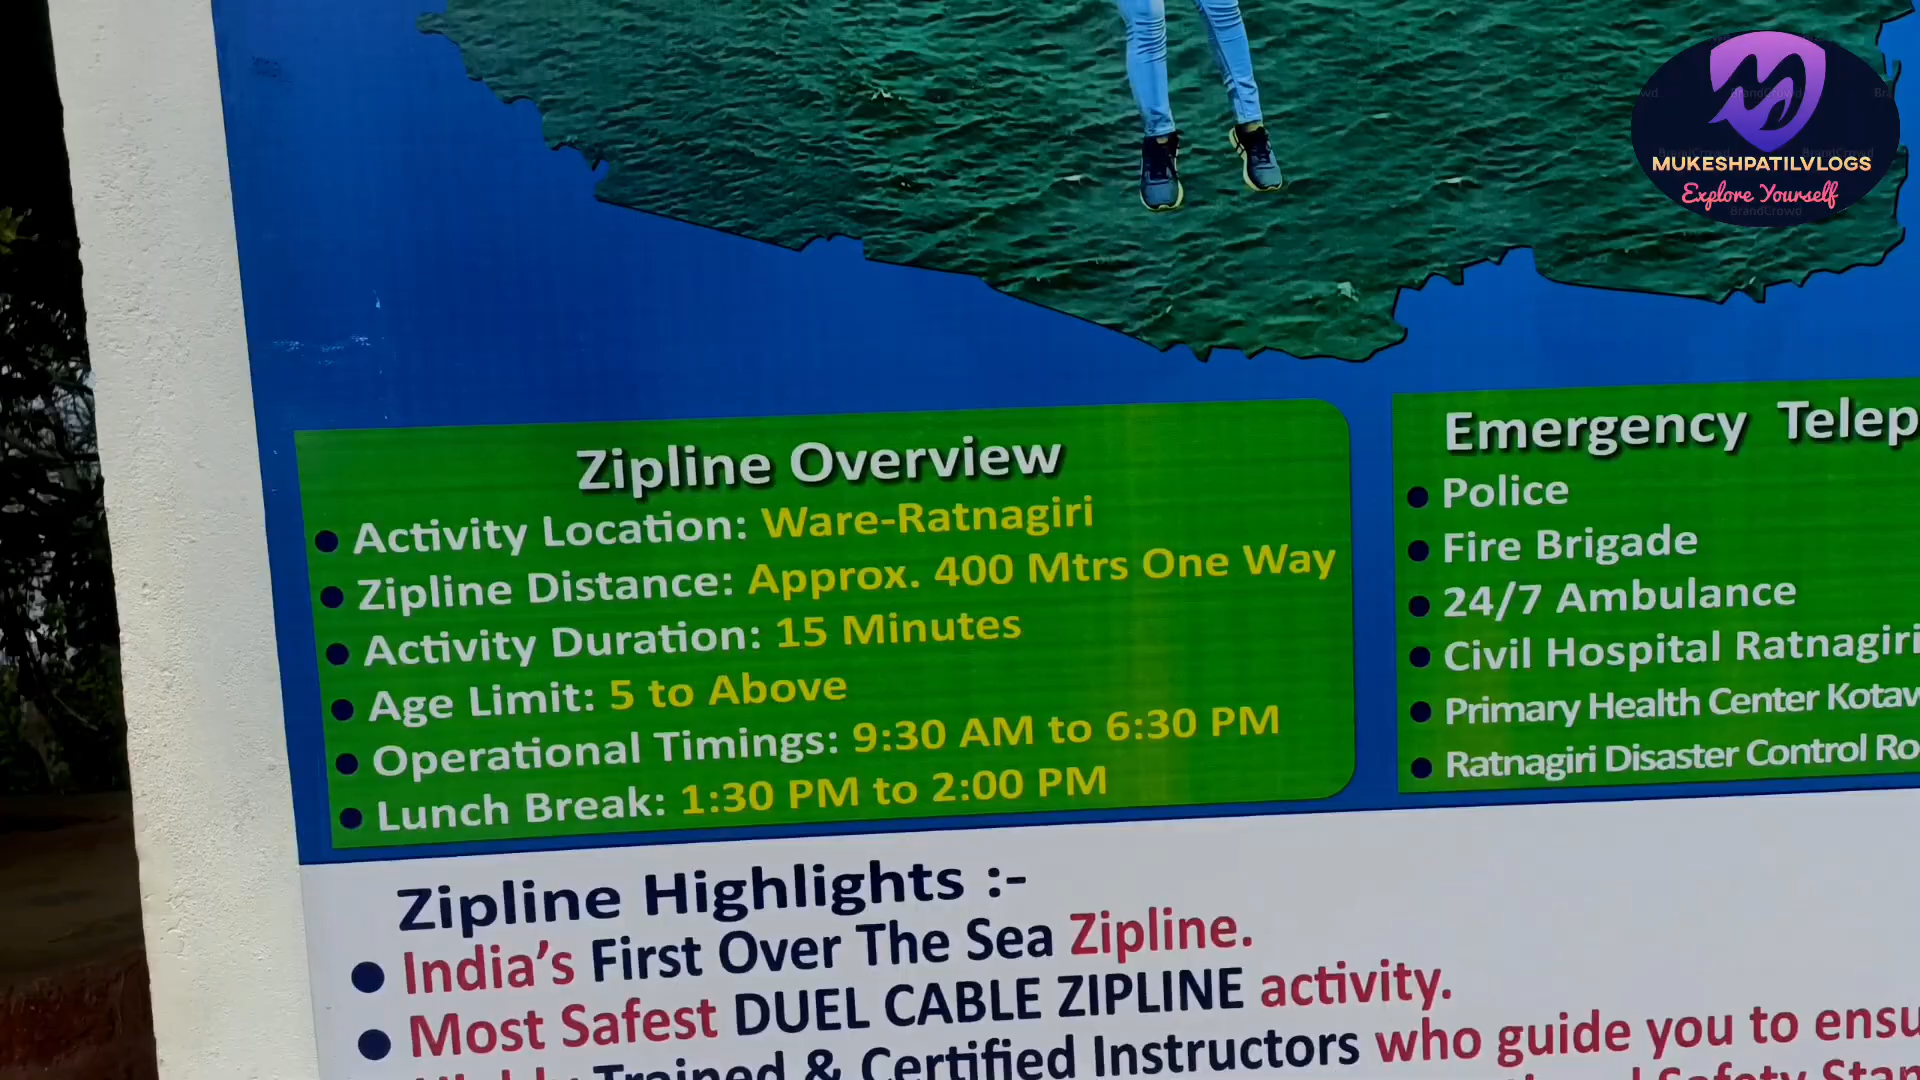 MUKESHPATILVLOGS
Explore Yourself
Zipline Overview
Activity Location: Ware-Ratnagiri
Zipline Distance: Approx. 400 Mtrs One Way
Activity Duration: 15 Minutes
Age Limit: 5 to Above
Operational Timings: 9:30 AM to 6:30 PM
Lunch Break: 1:30 PM to 2:00 PM
Emergency Telep
Police
Fire Brigade
24/7 Ambulance
Civil Hospital Ratnagiri
Primary Health Center Kotaw
Ratnagiri Disaster Control Ro
Zipline Highlights :-
India's First Over The Sea Zipline.
Most Safest DUEL CABLE ZIPLINE activity.
Trained & Certified Instructors who guide you to ensu